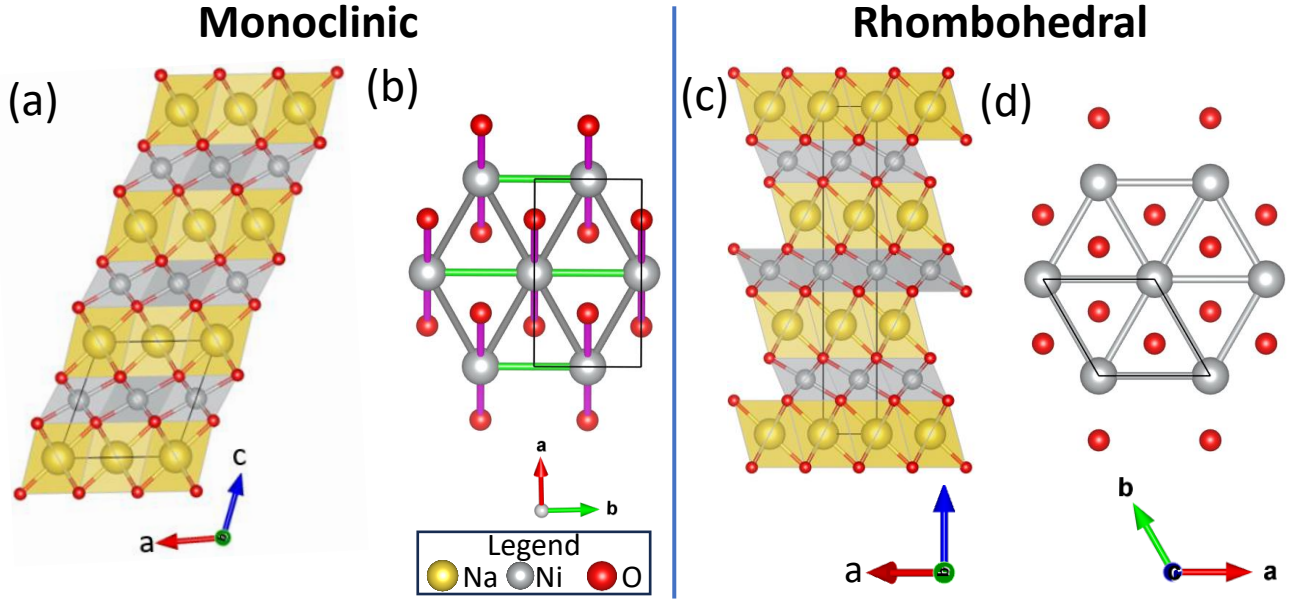 Monoclinic
Rhombohedral
(a)
(b)
(c)
(d)
c
a
b
a
b
Legend
Na Ni O
a
b
b
c
a